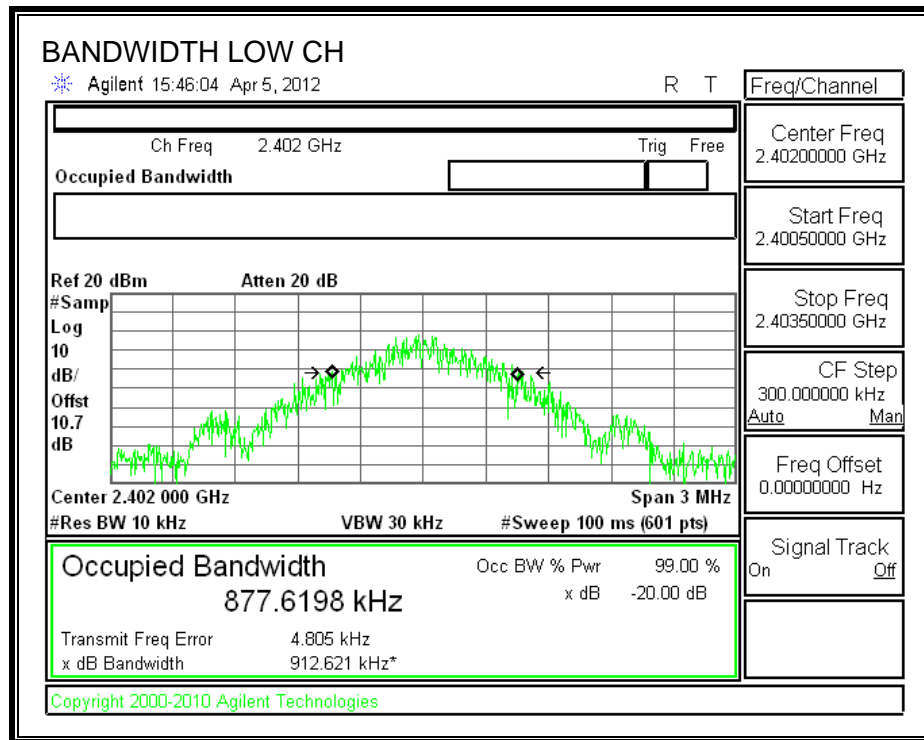 BANDWIDTH LOW CH
Agilent 15:46:04 Apr 5, 2012 R T
Ch Freq 2.402 GHz Trig Free
Occupied Bandwidth
Ref 20 dBm Atten 20 dB
#Samp
Log
10
dB/
Offst
10.7
dB
Center 2.402 000 GHz Span 3 MHz
#Res BW 10 kHz VBW 30 kHz #Sweep 100 ms (601 pts)
Occupied Bandwidth
877.6198 kHz
Occ BW % Pwr 99.00 %
x dB -20.00 dB
Transmit Freq Error 4.805 kHz
x dB Bandwidth 912.621 kHz*
Copyright 2000-2010 Agilent Technologies
Freq/Channel
Center Freq
2.40200000 GHz
Start Freq
2.40050000 GHz
Stop Freq
2.40350000 GHz
CF Step
300.000000 kHz
Auto Man
Freq Offset
0.00000000 Hz
Signal Track
On Off